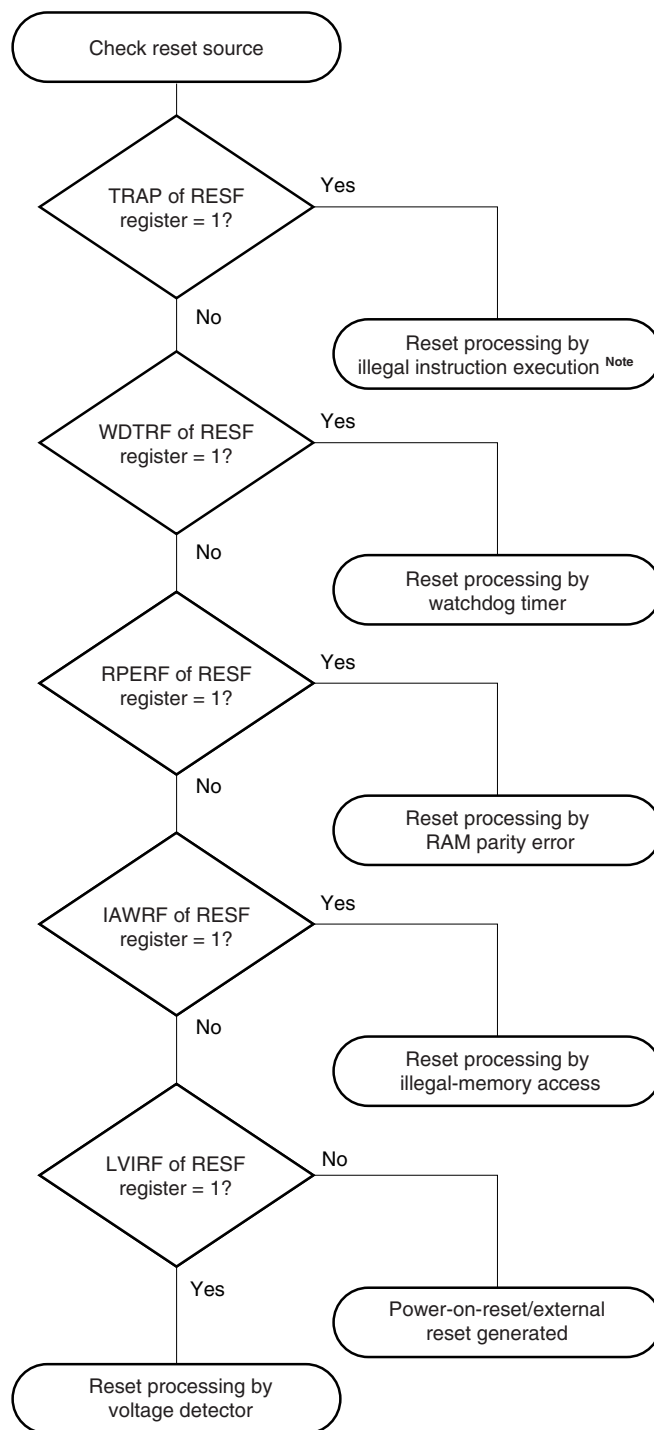 Check reset source
TRAP of RESF
register = 1?
Yes
No
Reset processing by
illegal instruction execution Note
WDTRF of RESF
register = 1?
Yes
No
Reset processing by
watchdog timer
RPERF of RESF
register = 1?
Yes
No
Reset processing by
RAM parity error
IAWRF of RESF
register = 1?
Yes
No
Reset processing by
illegal-memory access
LVIRF of RESF
register = 1?
No
Yes
Power-on-reset/external
reset generated
Reset processing by
voltage detector